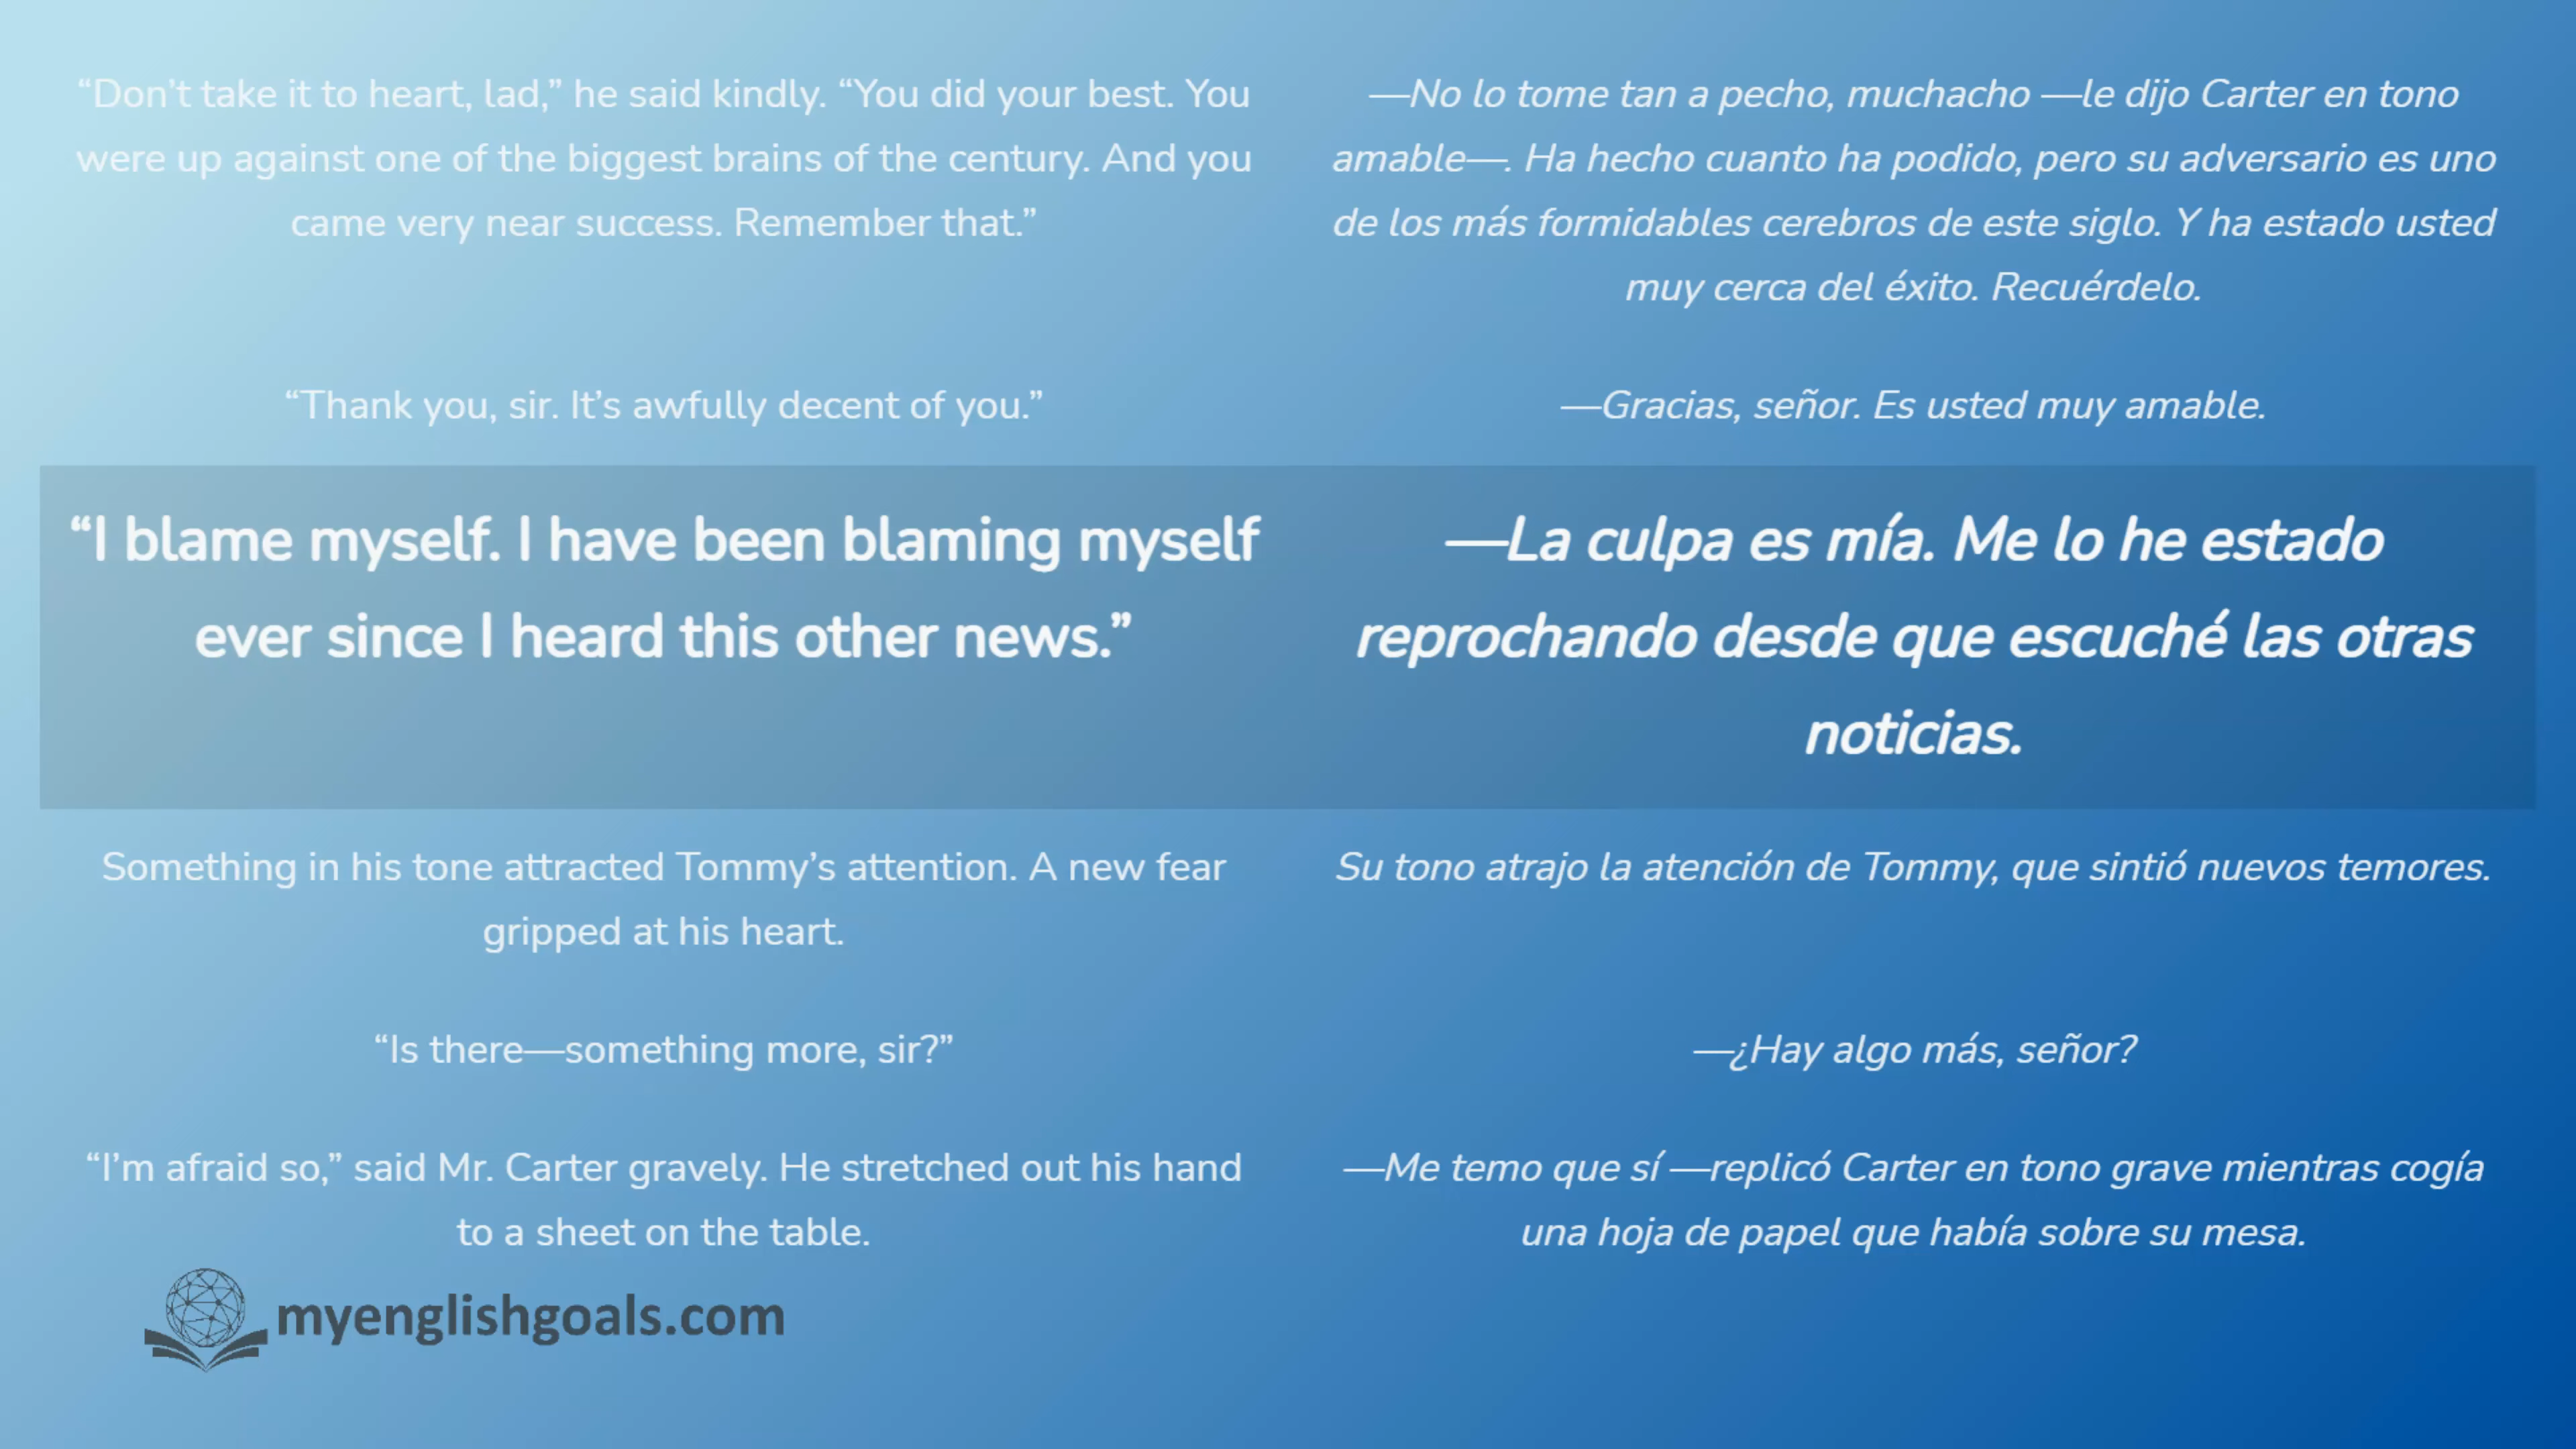 “Don’t take it to heart, lad,” he said kindly. “You did your best. You
were up against one of the biggest brains of the century. And you
came very near success. Remember that.”
—No lo tome tan a pecho, muchacho —le dijo Carter en tono
amable—. Ha hecho cuanto ha podido, pero su adversario es uno
de los más formidables cerebros de este siglo. Y ha estado usted
muy cerca del éxito. Recuérdelo.
“Thank you, sir. It’s awfully decent of you.”
—Gracias, señor. Es usted muy amable.
“I blame myself. I have been blaming myself
ever since I heard this other news.”
—La culpa es mía. Me lo he estado
reprochando desde que escuché las otras
noticias.
Something in his tone attracted Tommy’s attention. A new fear
gripped at his heart.
Su tono atrajo la atención de Tommy, que sintió nuevos temores.
“Is there—something more, sir?”
—¿Hay algo más, señor?
“I’m afraid so,” said Mr. Carter gravely. He stretched out his hand
to a sheet on the table.
—Me temo que sí —replicó Carter en tono grave mientras cogía
una hoja de papel que había sobre su mesa.
myenglishgoals.com